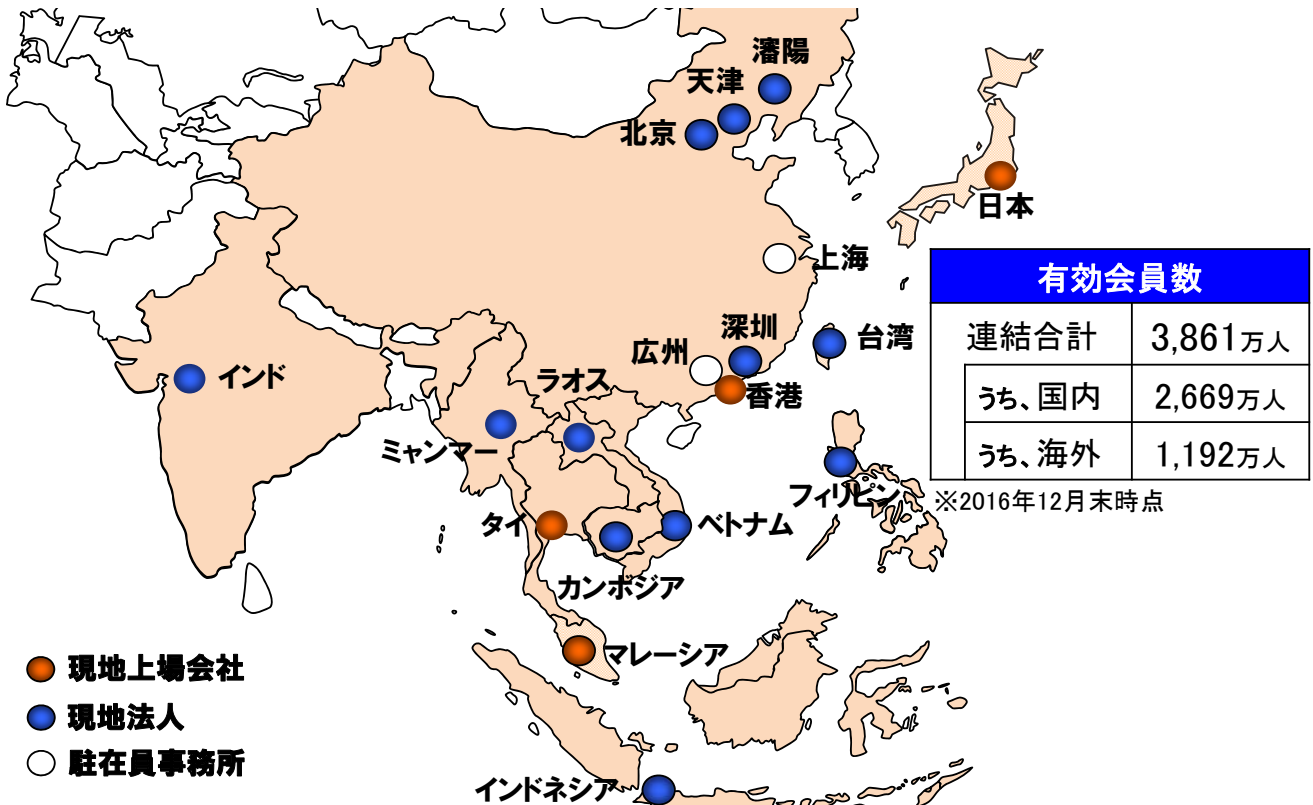 瀋陽
天津
北京
日本
上海
深圳
台湾
広州
香港
インド
ラオス
ミャンマー
フィリピン
タイ
ベトナム
カンボジア
マレーシア
インドネシア
有効会員数
連結合計 3,861万人
うち、国内 2,669万人
うち、海外 1,192万人
※2016年12月末時点
現地上場会社
現地法人
駐在員事務所